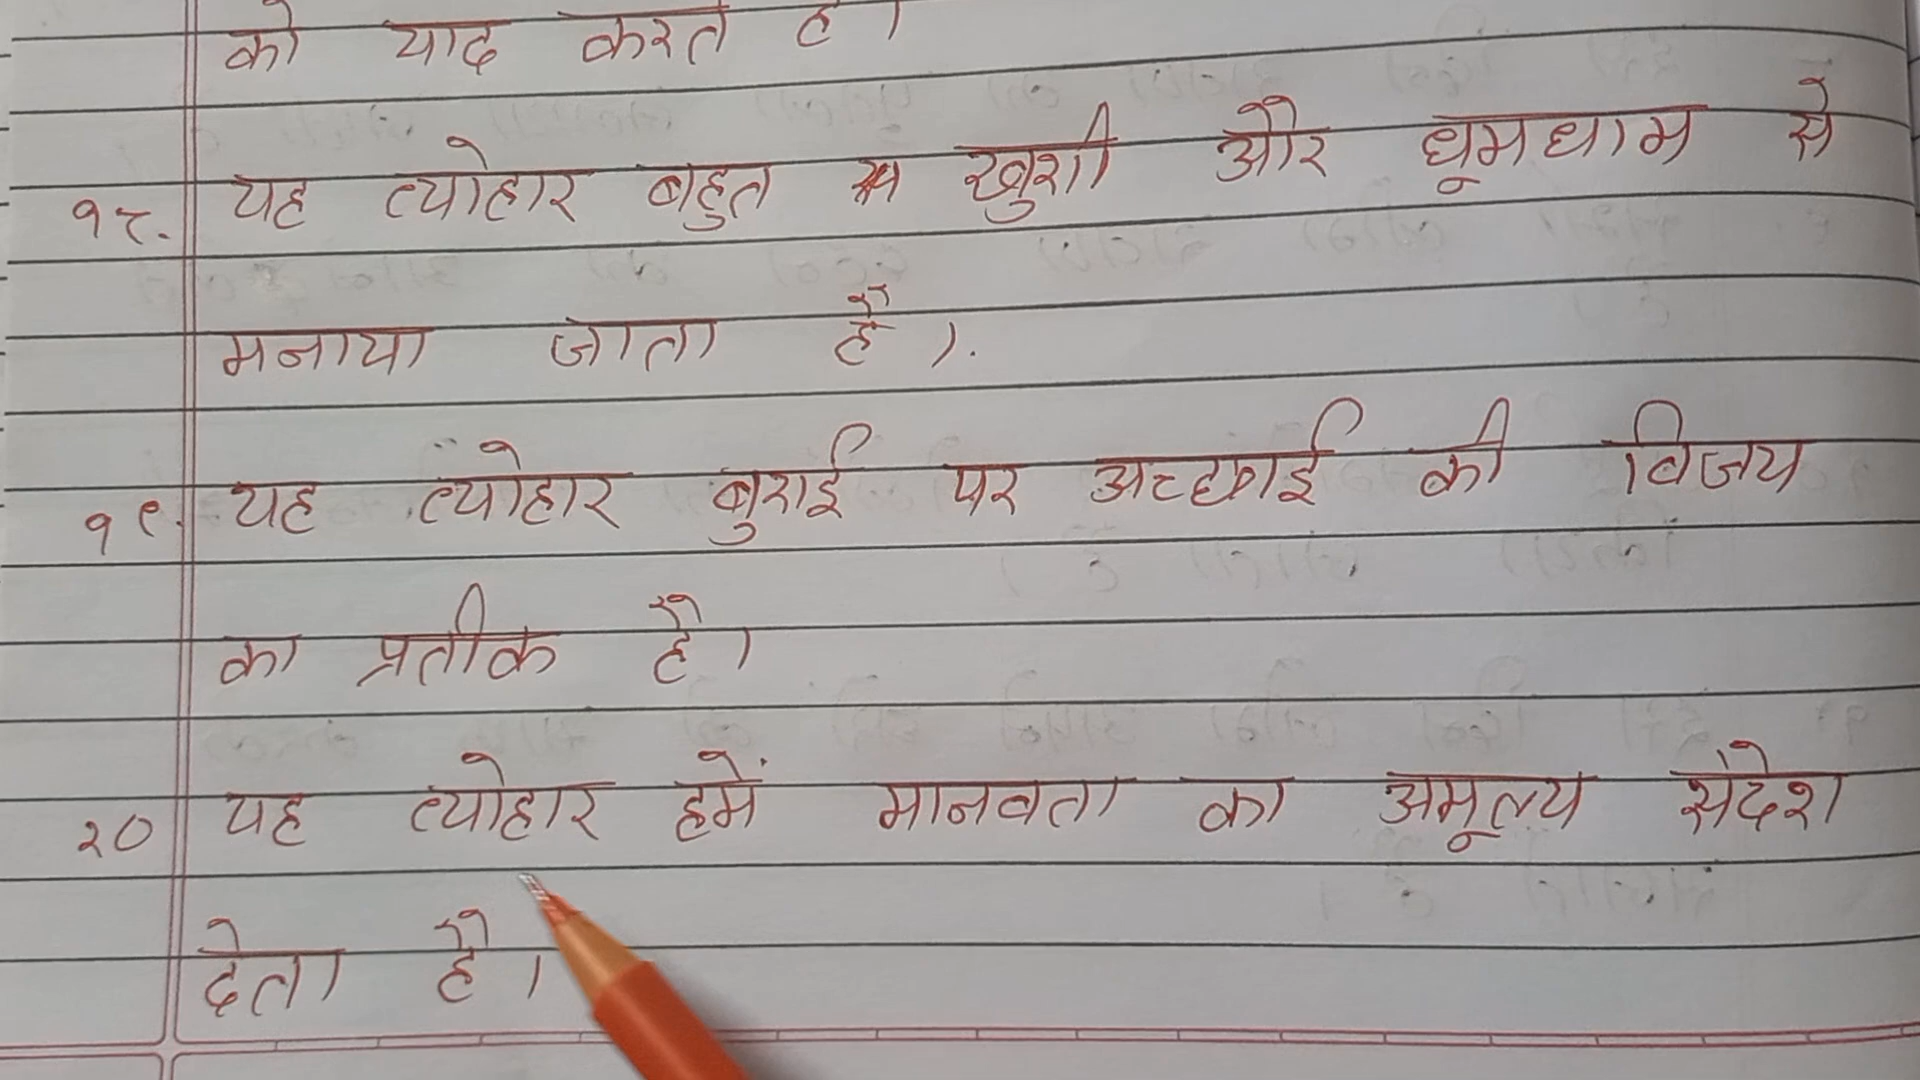 को याद करते है।
१८. यह त्योहार बहुत खुशी और धूमधाम से
मनाया जाता है।.
१९. यह त्योहार बुराई पर अच्छाई की विजय
का प्रतीक है।
२० यह त्योहार हमें मानवता का अमूल्य संदेश
देता है।